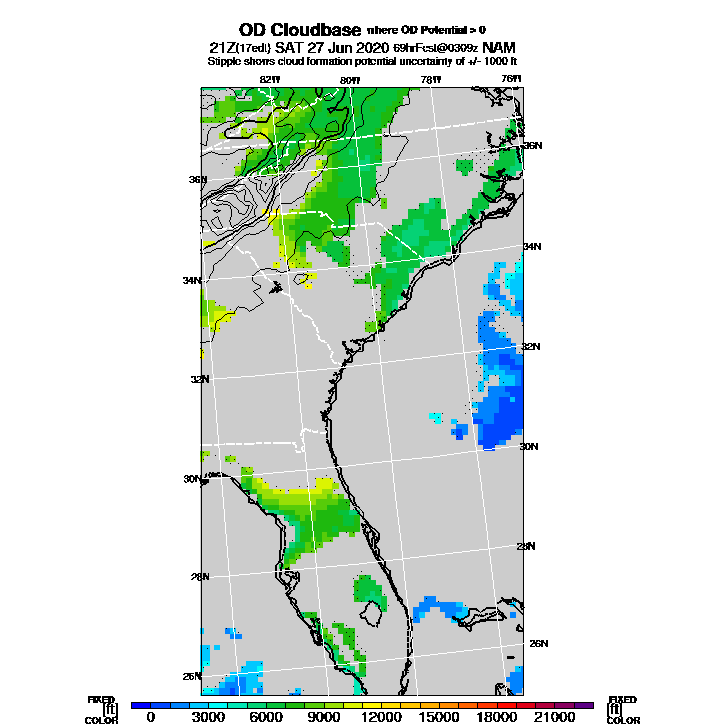 OD Cloudbase where OD Potential > 0
21Z(17edt) SAT 27 Jun 2020 69hrFcst@0309z NAM
Stipple shows cloud formation potential uncertainty of +/- 1000 ft
82W 80W 78W 76W
36N
36N
34N
34N
32N
32N
30N
30N
28N
28N
26N
26N
FIXED FIXED
[ft] [ft]
COLOR 0 3000 6000 9000 12000 15000 18000 21000 COLOR